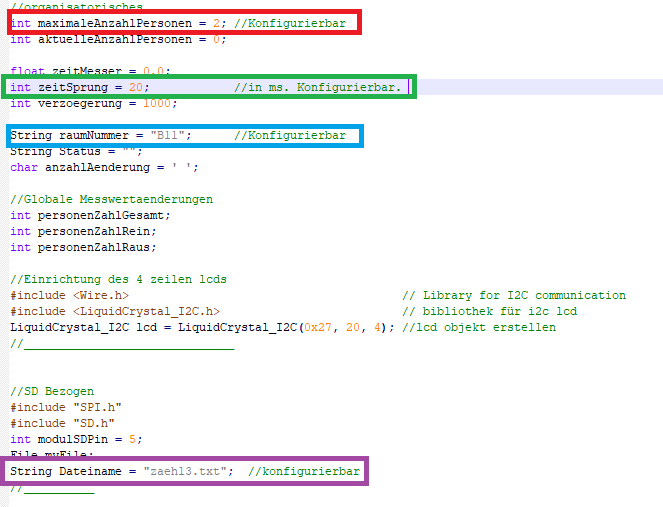 //organisatorisches
int maximaleAnzahlPersonen = 2; //Konfigurierbar
int aktuelleAnzahlPersonen = 0;
float zeitMesser = 0.0;
int zeitSprung = 20; //in ms. Konfigurierbar.
int verzoegerung = 1000;
String raumNummer = "B11"; //Konfigurierbar
String Status = "";
char anzahlAenderung = ' ';
//Globale Messwertaenderungen
int personenZahlGesamt;
int personenZahlRein;
int personenZahlRaus;
//Einrichtung des 4 zeilen lcds
#include <Wire.h> // Library for I2C communication
#include <LiquidCrystal_I2C.h> // bibliothek für i2c lcd
LiquidCrystal_I2C lcd = LiquidCrystal_I2C(0x27, 20, 4); //lcd objekt erstellen
//______________________________
//SD Bezogen
#include "SPI.h"
#include "SD.h"
int modulSDPin = 5;
File myFile;
String Dateiname = "zaehl3.txt"; //konfigurierbar
//__________